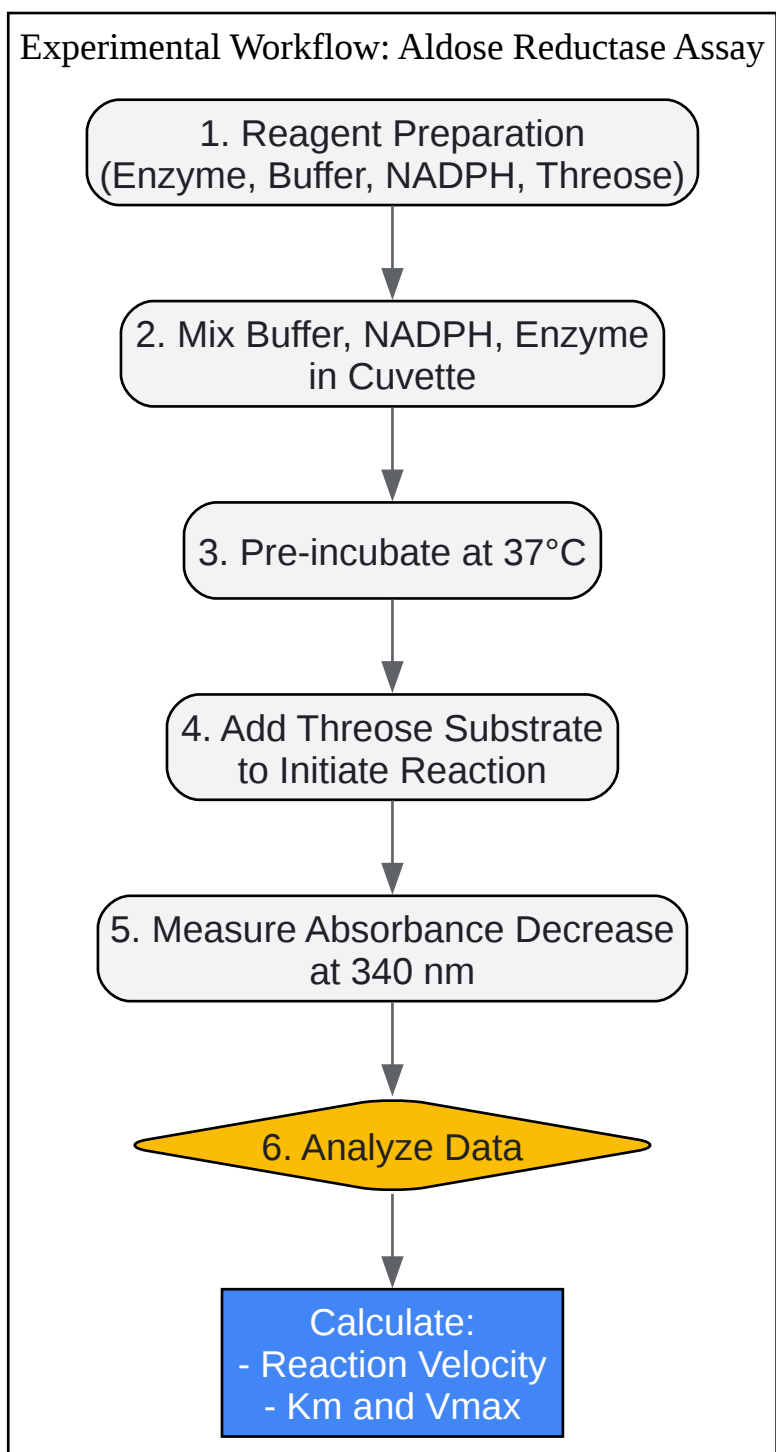 Experimental Workflow: Aldose Reductase Assay
1. Reagent Preparation
(Enzyme, Buffer, NADPH, Threose)
2. Mix Buffer, NADPH, Enzyme
in Cuvette
3. Pre-incubate at 37°C
4. Add Threose Substrate
to Initiate Reaction
5. Measure Absorbance Decrease
at 340 nm
6. Analyze Data
Calculate:
- Reaction Velocity
- Km and Vmax